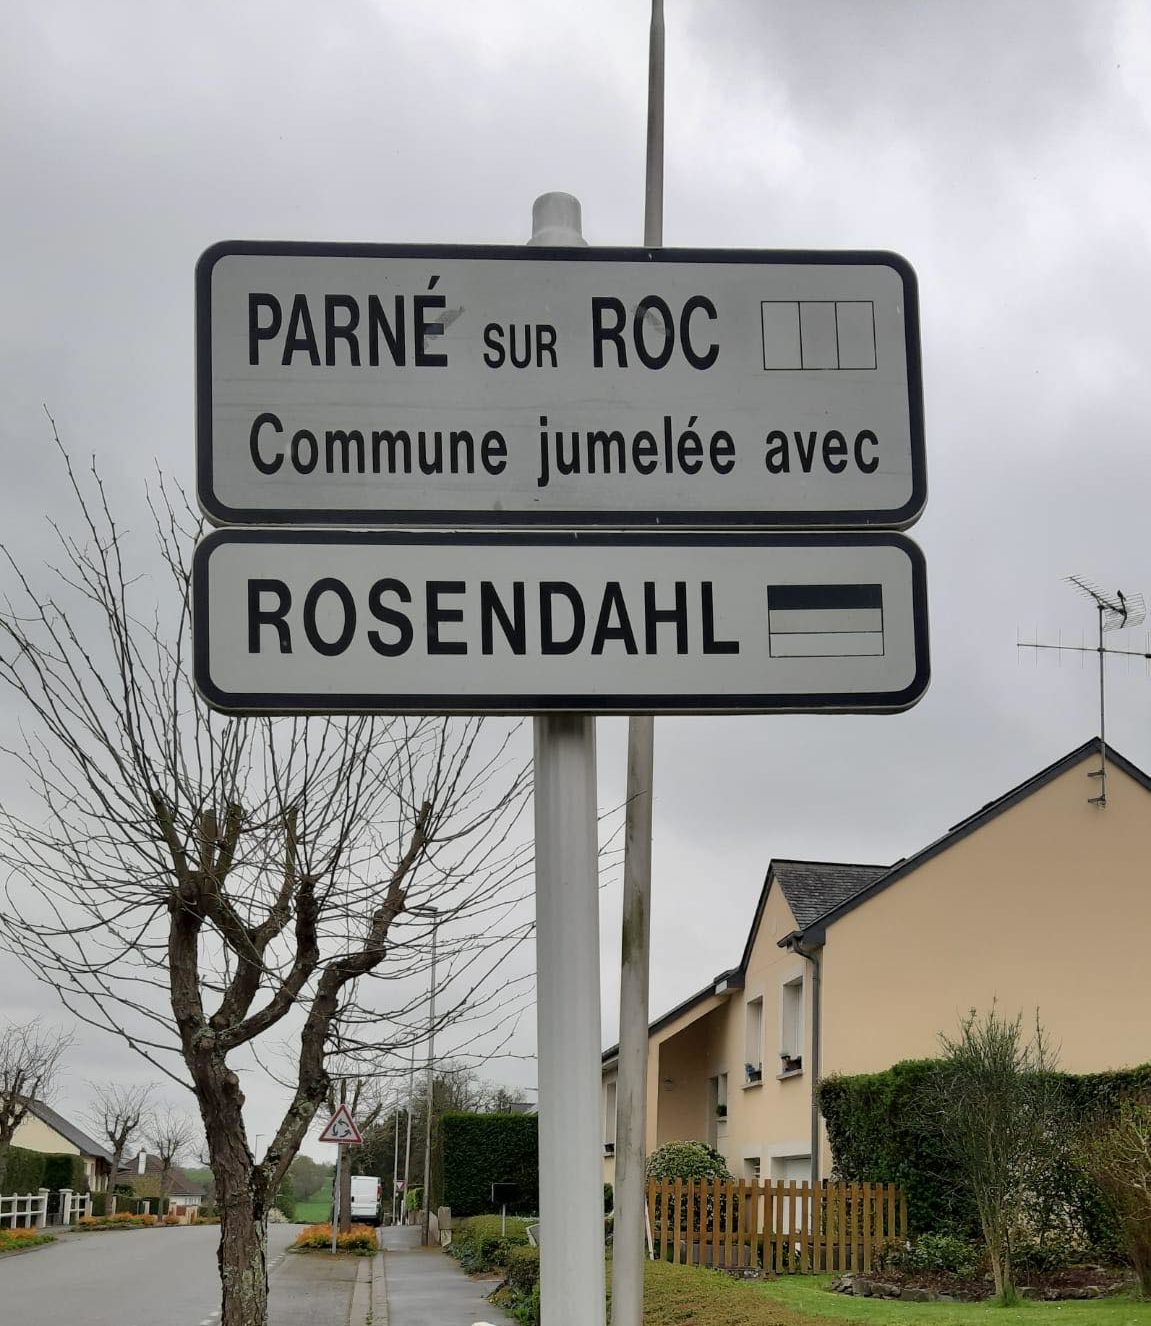 PARNÉ SUR ROC
Commune jumelée avec
ROSENDAHL